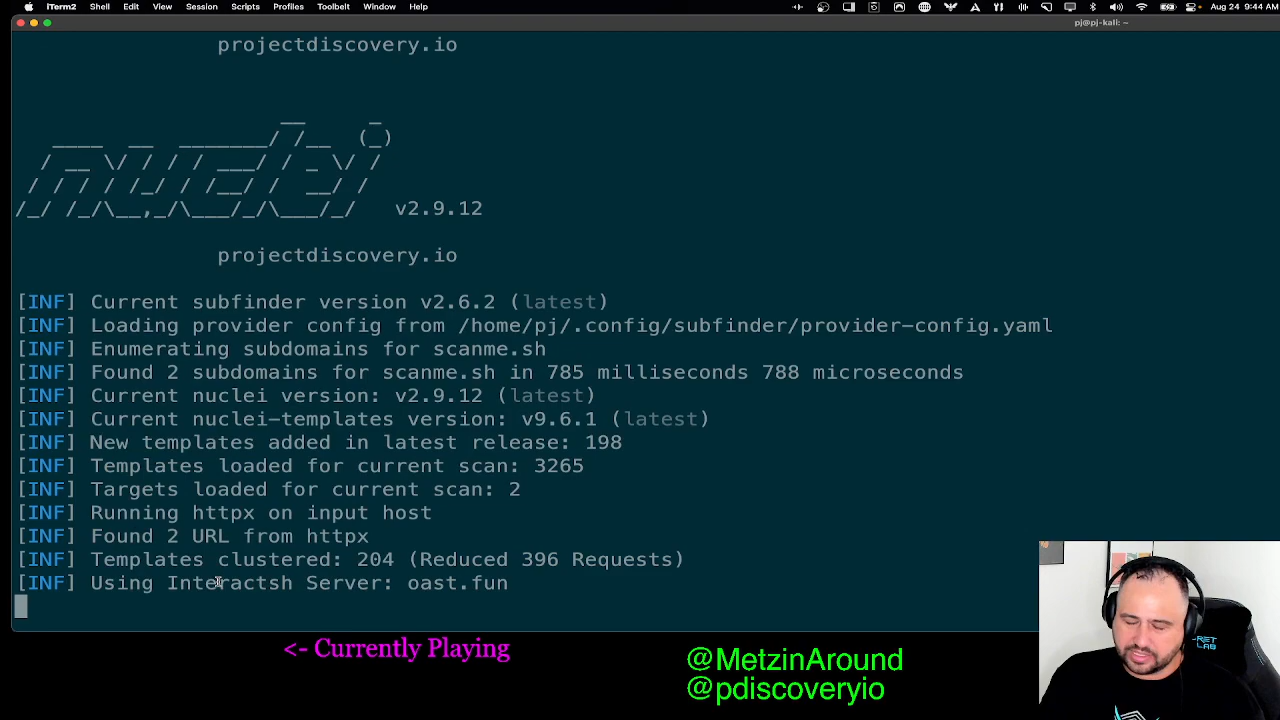 iTerm2 Shell Edit View Session Scripts Profiles Toolbelt Window Help Aug 24 9:44 AM
pj@pj-kali: ~
projectdiscovery.io
nuclei v2.9.12
projectdiscovery.io
[INF] Current subfinder version v2.6.2 (latest)
[INF] Loading provider config from /home/pj/.config/subfinder/provider-config.yaml
[INF] Enumerating subdomains for scanme.sh
[INF] Found 2 subdomains for scanme.sh in 785 milliseconds 788 microseconds
[INF] Current nuclei version: v2.9.12 (latest)
[INF] Current nuclei-templates version: v9.6.1 (latest)
[INF] New templates added in latest release: 198
[INF] Templates loaded for current scan: 3265
[INF] Targets loaded for current scan: 2
[INF] Running httpx on input host
[INF] Found 2 URL from httpx
[INF] Templates clustered: 204 (Reduced 396 Requests)
[INF] Using Interactsh Server: oast.fun
<- Currently Playing
@MetzinAround
@pdiscoveryio